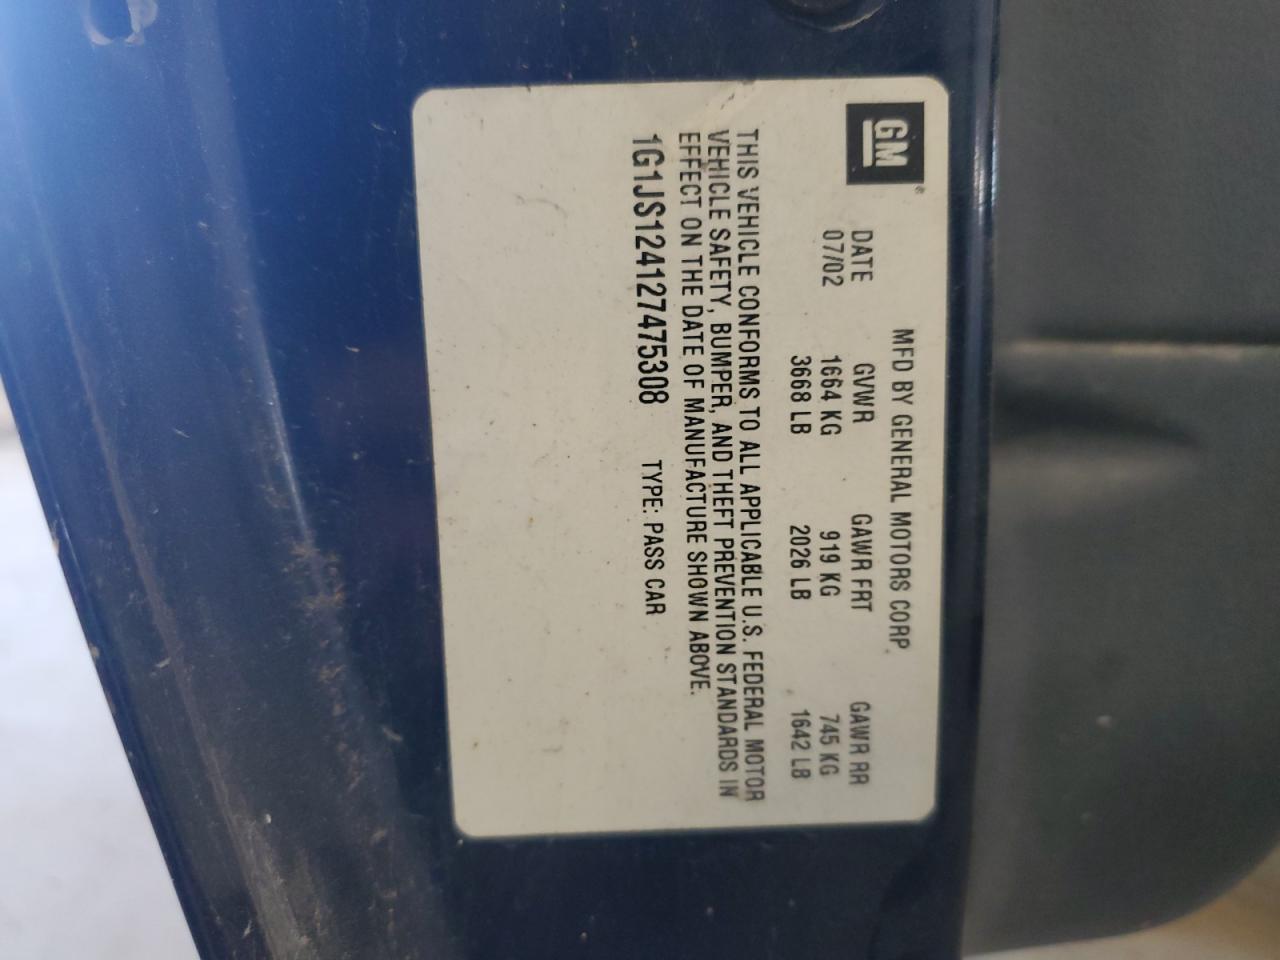 GM®
MFD BY GENERAL MOTORS CORP.
DATE GVWR GAWR FRT GAWR RR
07/02 1664 KG 919 KG 745 KG
3668 LB 2026 LB 1642 LB
THIS VEHICLE CONFORMS TO ALL APPLICABLE U.S. FEDERAL MOTOR
VEHICLE SAFETY, BUMPER, AND THEFT PREVENTION STANDARDS IN
EFFECT ON THE DATE OF MANUFACTURE SHOWN ABOVE.
1G1JS124127475308 TYPE: PASS CAR